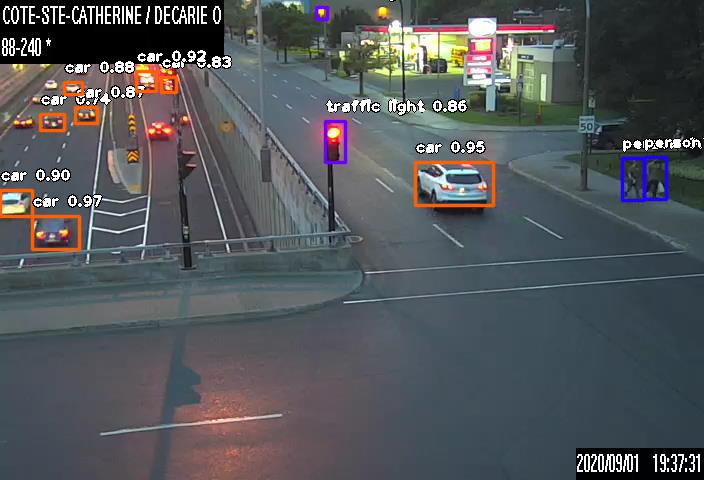 COTE-STE-CATHERINE / DECARIE O
88-240 *
car 0.92
car 0.83
car 0.88
car 0.87
car 0.74
traffic light 0.86
car 0.95
person
car 0.90
car 0.97
50
2020/09/01 19:37:31